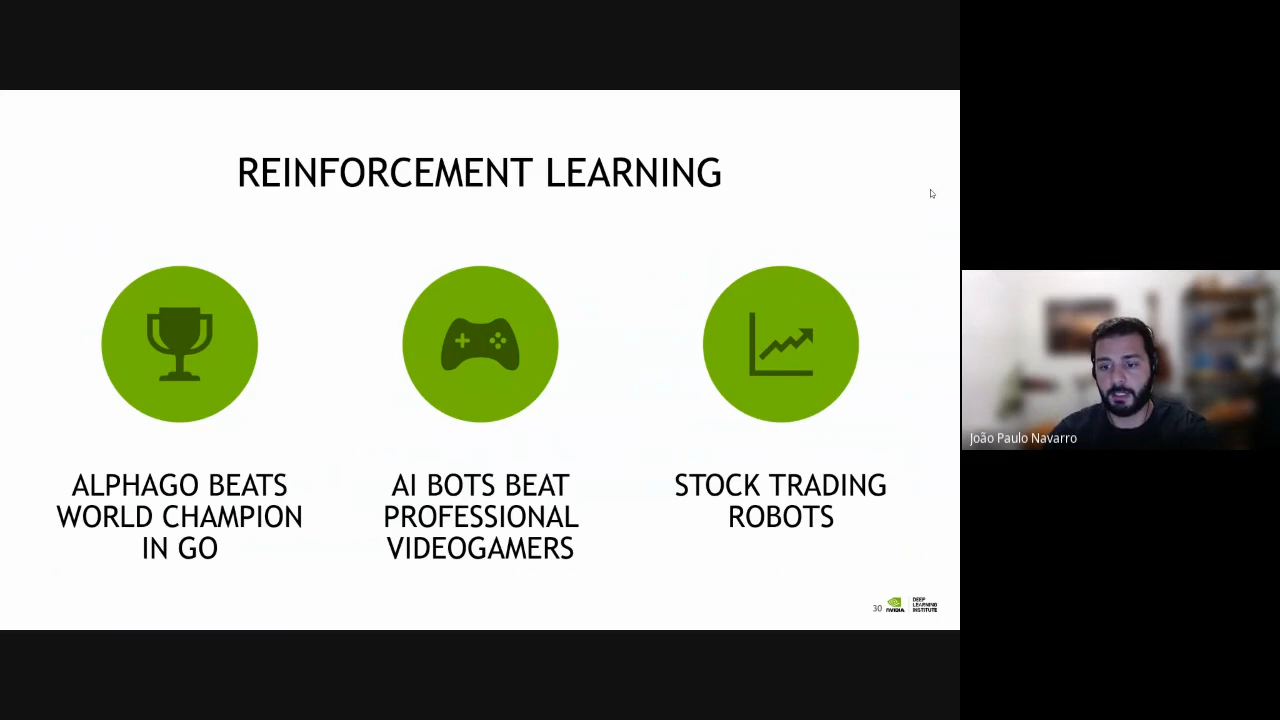 REINFORCEMENT LEARNING
ALPHAGO BEATS
WORLD CHAMPION
IN GO
AI BOTS BEAT
PROFESSIONAL
VIDEOGAMERS
STOCK TRADING
ROBOTS
30
NVIDIA
DEEP
LEARNING
INSTITUTE
João Paulo Navarro